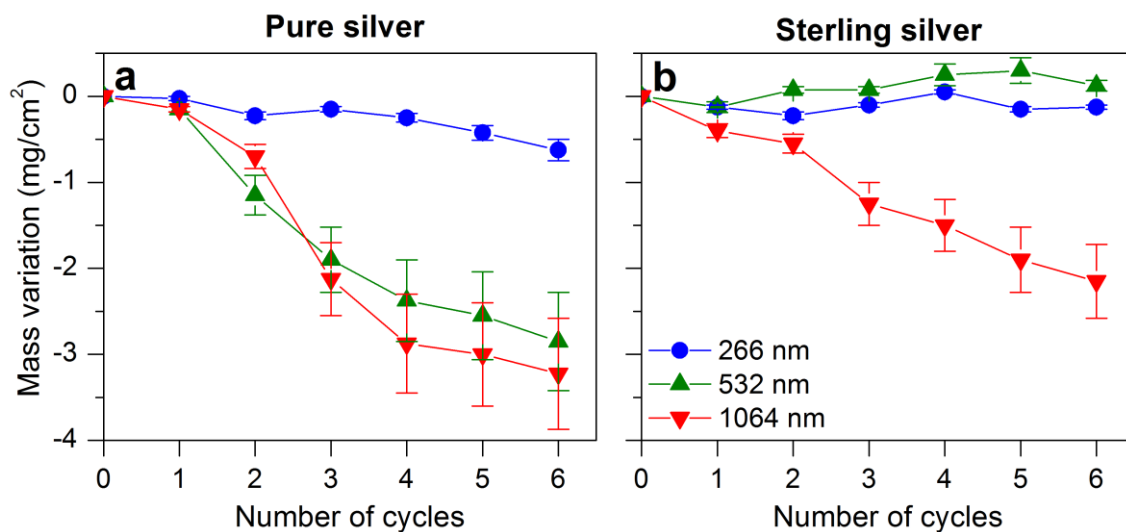 Pure silver
Sterling silver
a
b
Mass variation (mg/cm²)
0
-1
-2
-3
-4
0 1 2 3 4 5 6
Number of cycles
266 nm
532 nm
1064 nm
0 1 2 3 4 5 6
Number of cycles